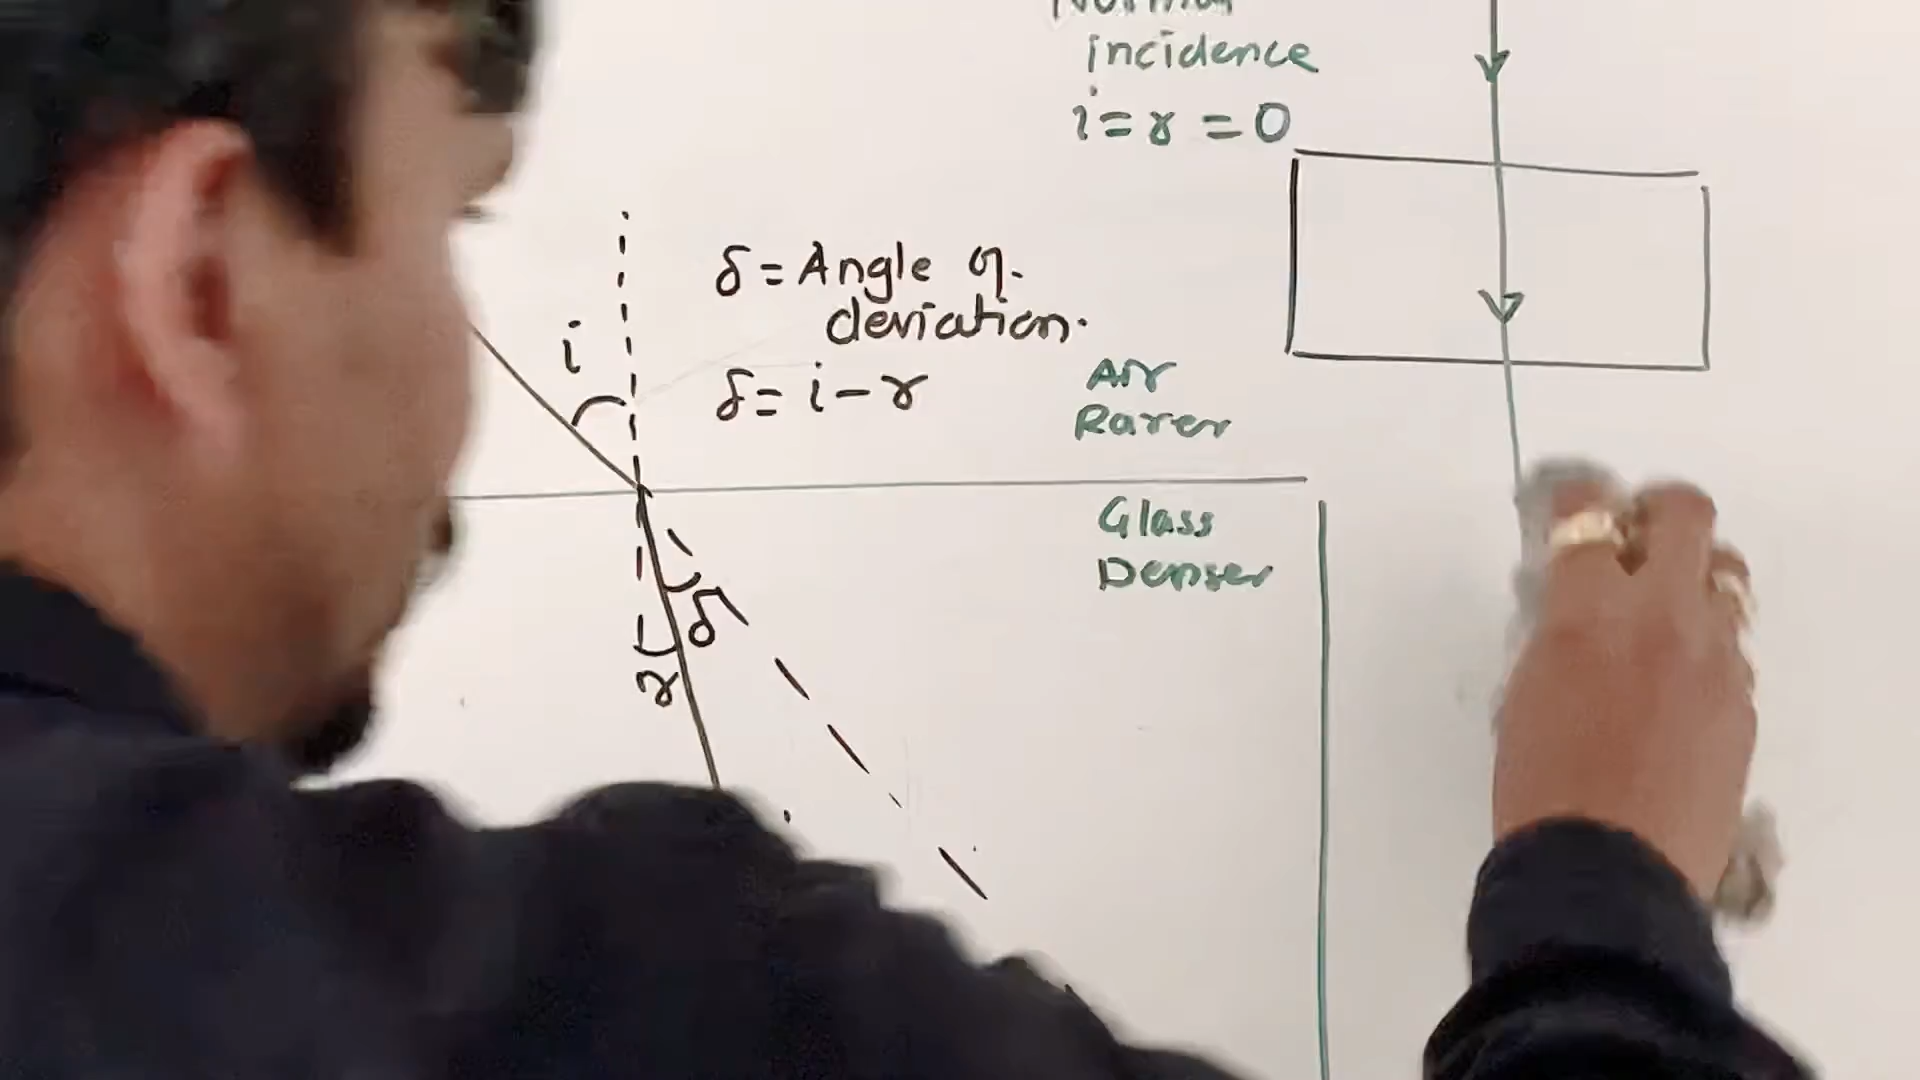 incidence
i = r = 0
δ = Angle of
deviation.
δ = i - r
i
Air
Rarer
Glass
Denser
δ
r